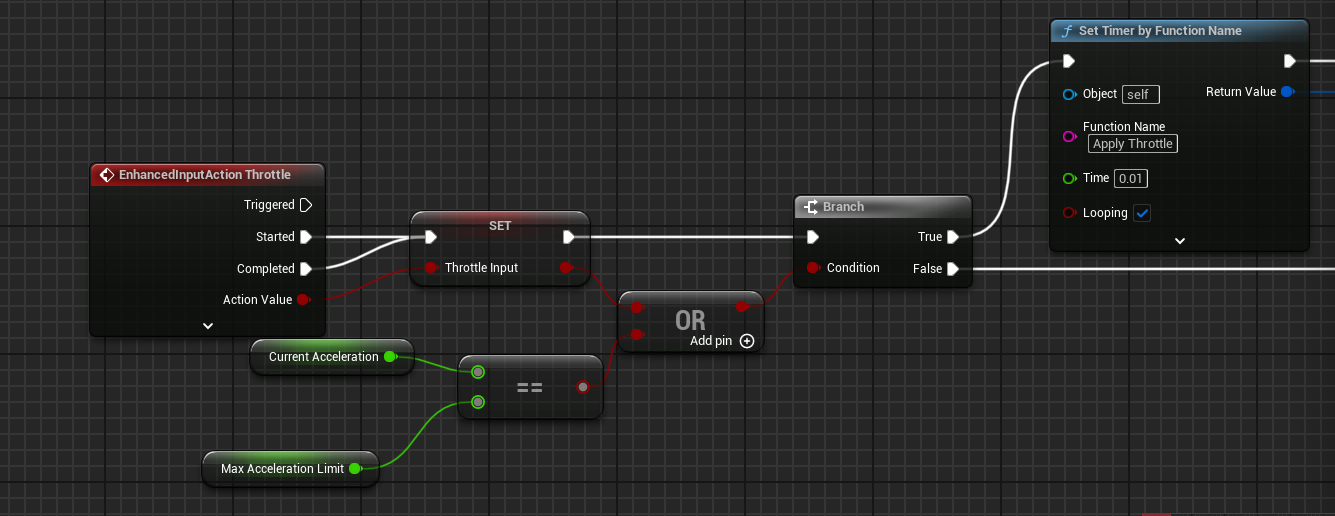 Set Timer by Function Name
Object self
Return Value
Function Name
Apply Throttle
Time 0.01
Looping
EnhancedInputAction Throttle
Triggered
Started
Completed
Action Value
SET
Throttle Input
Branch
True
Condition
False
OR
Add pin
Current Acceleration
==
Max Acceleration Limit